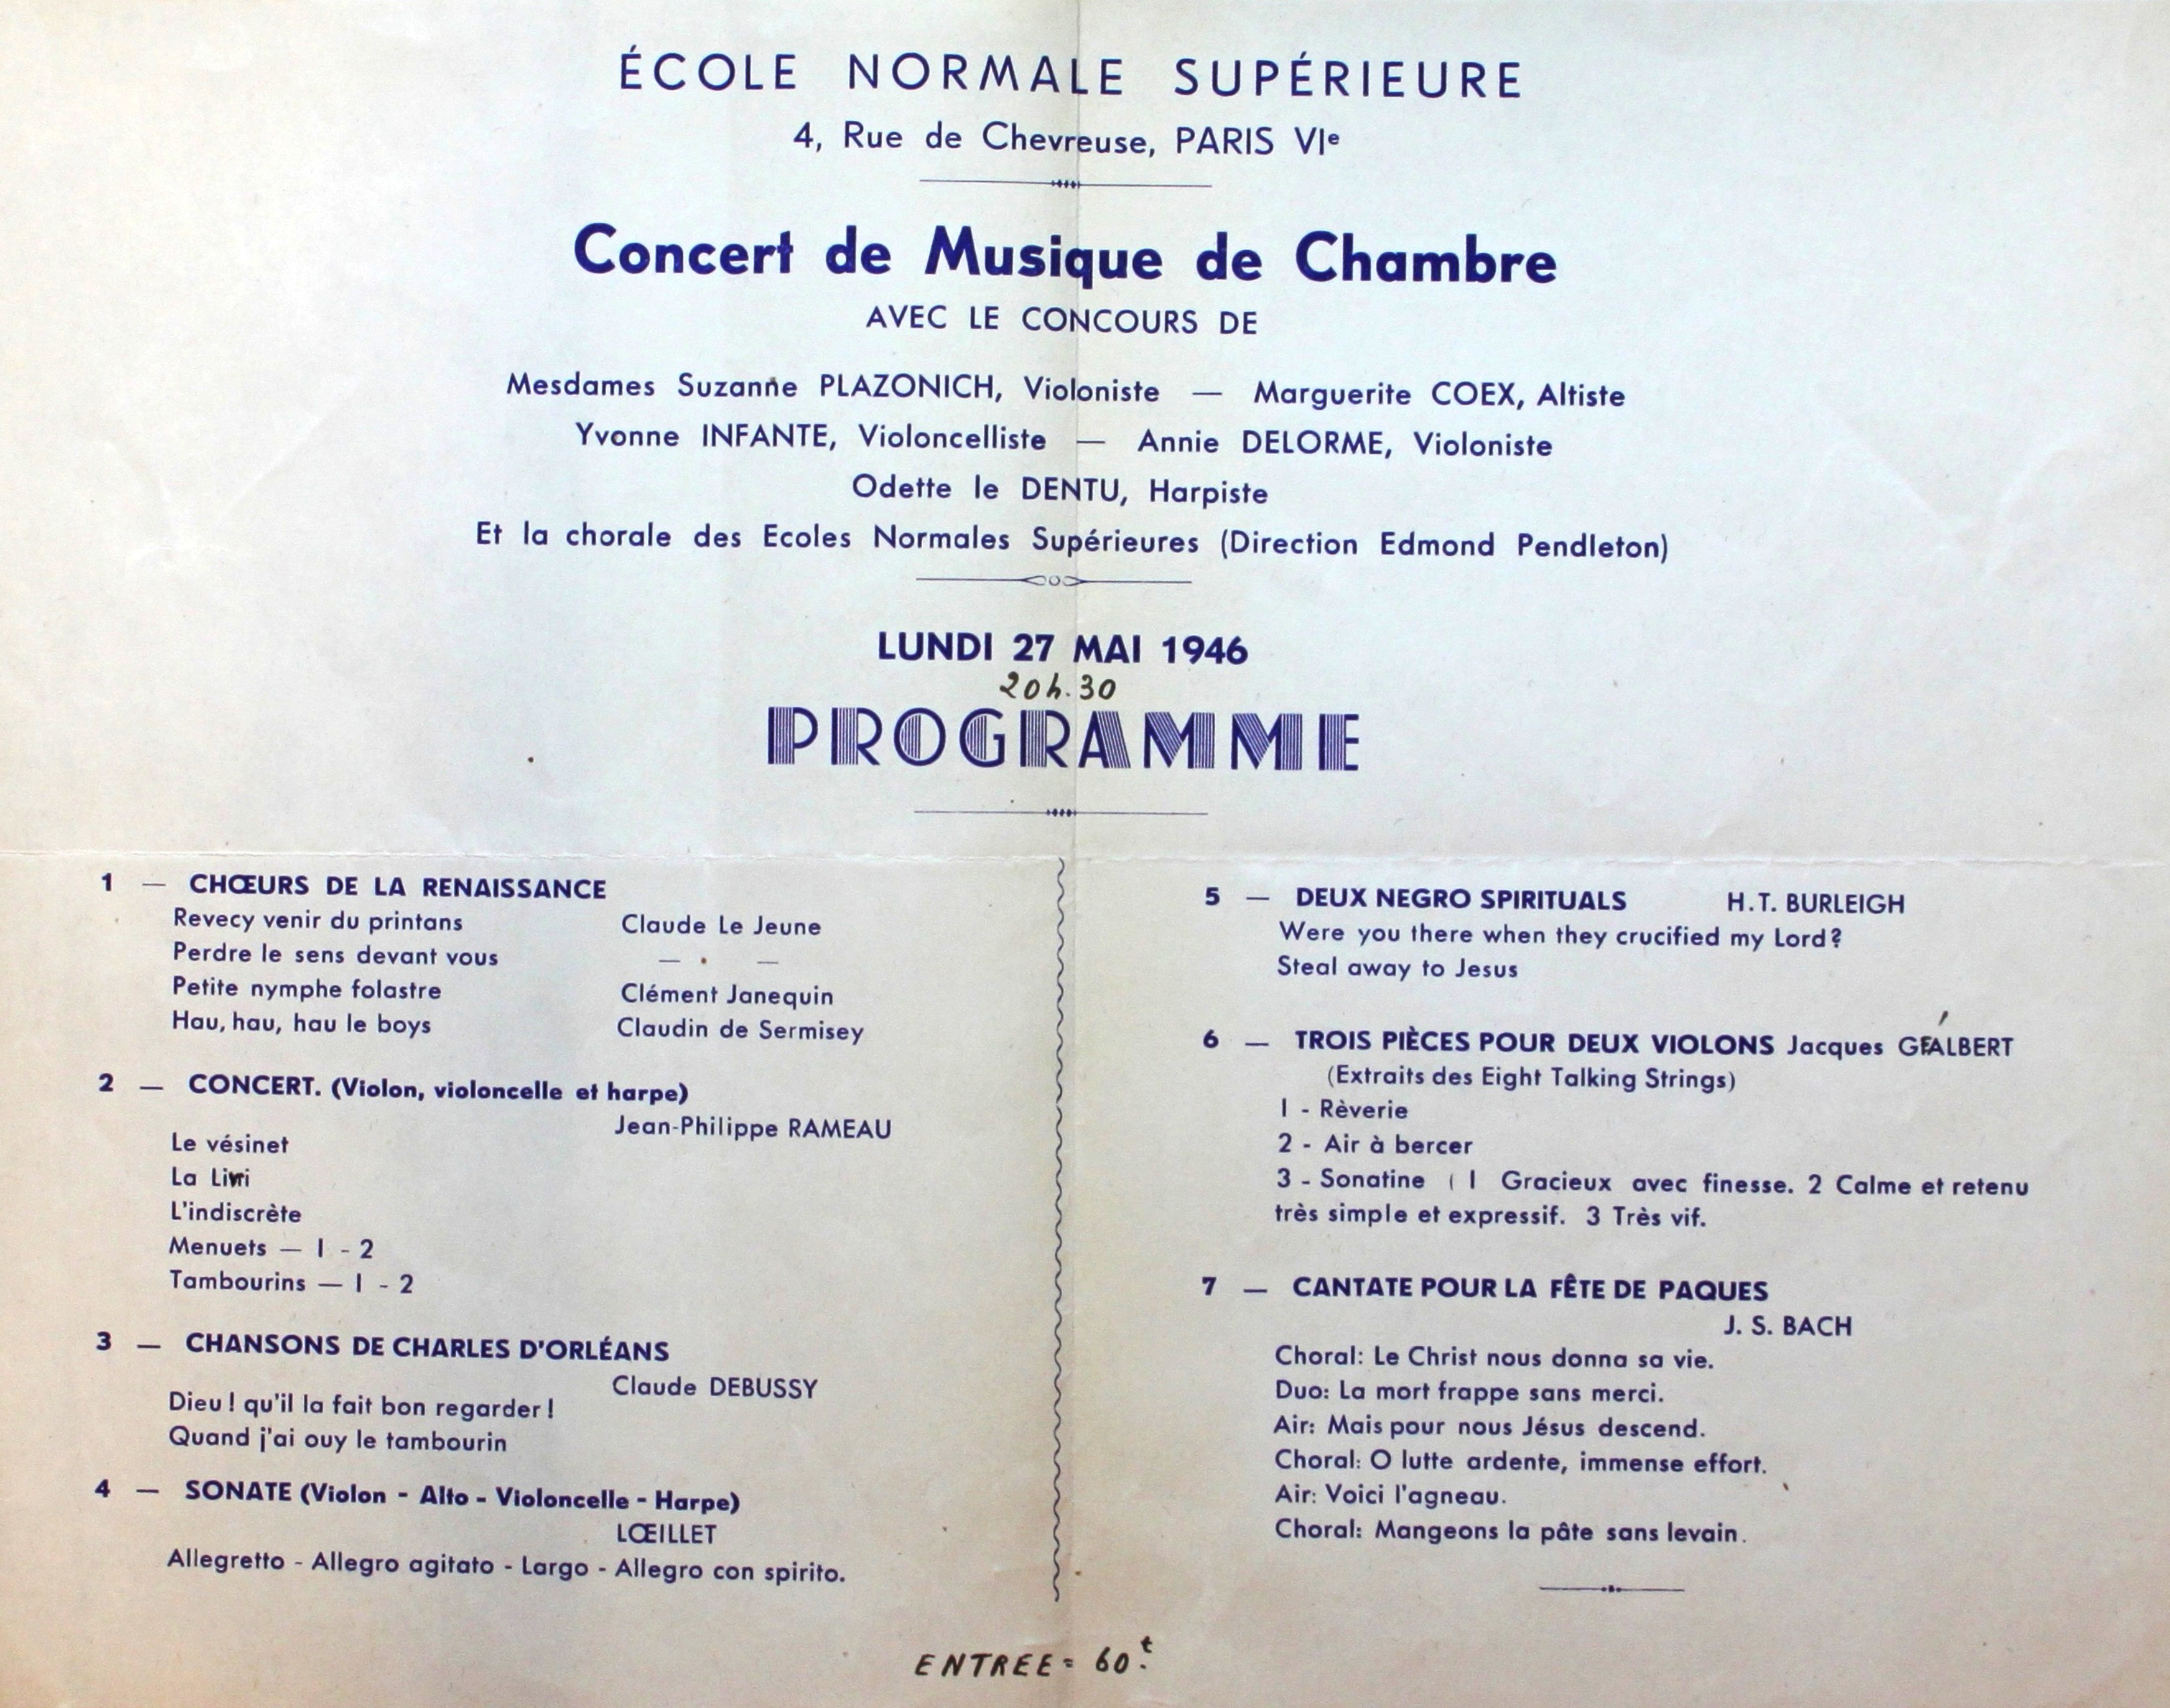 ÉCOLE NORMALE SUPÉRIEURE
4, Rue de Chevreuse, PARIS VIe
Concert de Musique de Chambre
AVEC LE CONCOURS DE
Mesdames Suzanne PLAZONICH, Violoniste — Marguerite COEX, Altiste
Yvonne INFANTE, Violoncelliste — Annie DELORME, Violoniste
Odette le DENTU, Harpiste
Et la chorale des Ecoles Normales Supérieures (Direction Edmond Pendleton)
LUNDI 27 MAI 1946
20h.30
PROGRAMME
1 — CHŒURS DE LA RENAISSANCE
Revecy venir du printans Claude Le Jeune
Perdre le sens devant vous — —
Petite nymphe folastre Clément Janequin
Hau, hau, hau le boys Claudin de Sermisey
2 — CONCERT. (Violon, violoncelle et harpe)
Jean-Philippe RAMEAU
Le vésinet
La Livri
L'indiscrète
Menuets — I - 2
Tambourins — I - 2
3 — CHANSONS DE CHARLES D'ORLÉANS
Claude DEBUSSY
Dieu ! qu'il la fait bon regarder !
Quand j'ai ouy le tambourin
4 — SONATE (Violon - Alto - Violoncelle - Harpe)
LŒILLET
Allegretto - Allegro agitato - Largo - Allegro con spirito.
5 — DEUX NEGRO SPIRITUALS H.T. BURLEIGH
Were you there when they crucified my Lord?
Steal away to Jesus
6 — TROIS PIÈCES POUR DEUX VIOLONS Jacques GÉALBERT
(Extraits des Eight Talking Strings)
I - Rèverie
2 - Air à bercer
3 - Sonatine ( I Gracieux avec finesse. 2 Calme et retenu
très simple et expressif. 3 Très vif.
7 — CANTATE POUR LA FÊTE DE PAQUES
J. S. BACH
Choral: Le Christ nous donna sa vie.
Duo: La mort frappe sans merci.
Air: Mais pour nous Jésus descend.
Choral: O lutte ardente, immense effort.
Air: Voici l'agneau.
Choral: Mangeons la pâte sans levain.
ENTREE = 60.t